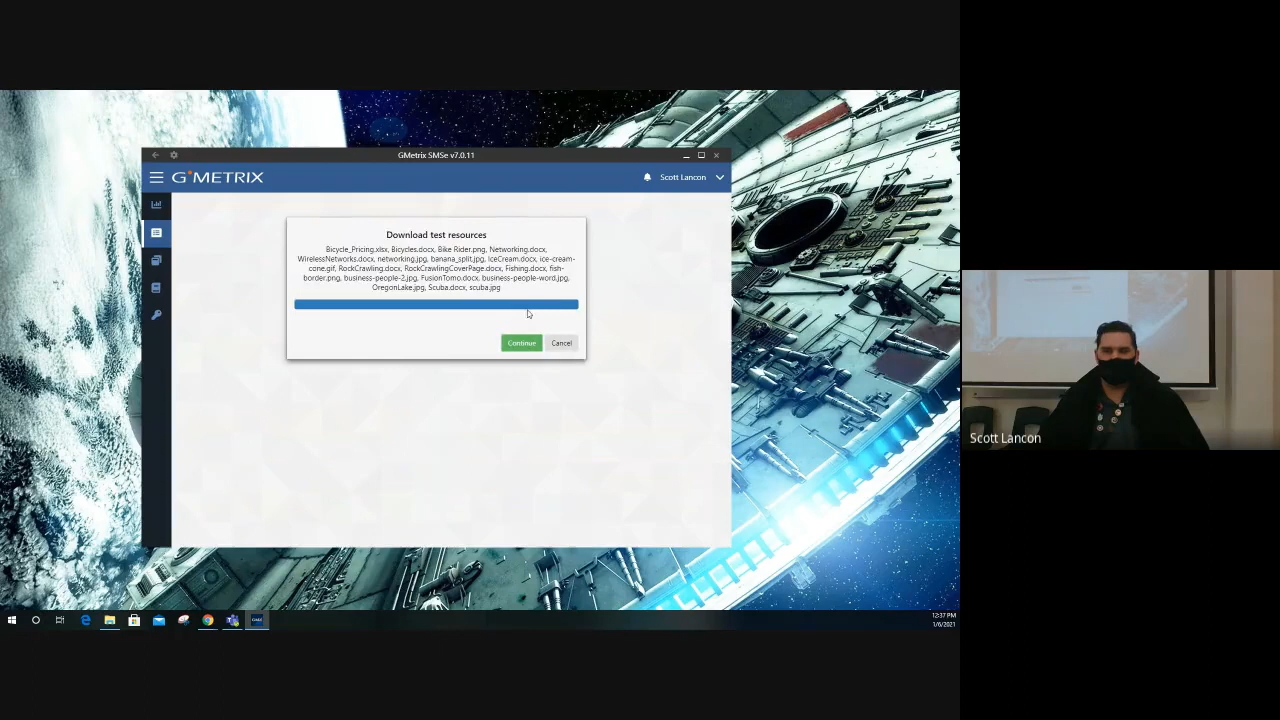 GMetrix SMSe v7.0.11
G METRIX
Scott Lancon
Download test resources
Bicycle_Pricing.xlsx, Bicycles.docx, Bike Rider.png, Networking.docx,
WirelessNetworks.docx, networking.jpg, banana_split.jpg, IceCream.docx, ice-cream-
cone.gif, RockCrawling.docx, RockCrawlingCoverPage.docx, Fishing.docx, fish-
border.png, business-people-2.jpg, FusionTomo.docx, business-people-word.jpg,
OregonLake.jpg, Scuba.docx, scuba.jpg
Continue
Cancel
Scott Lancon
12:37 PM
1/6/2021